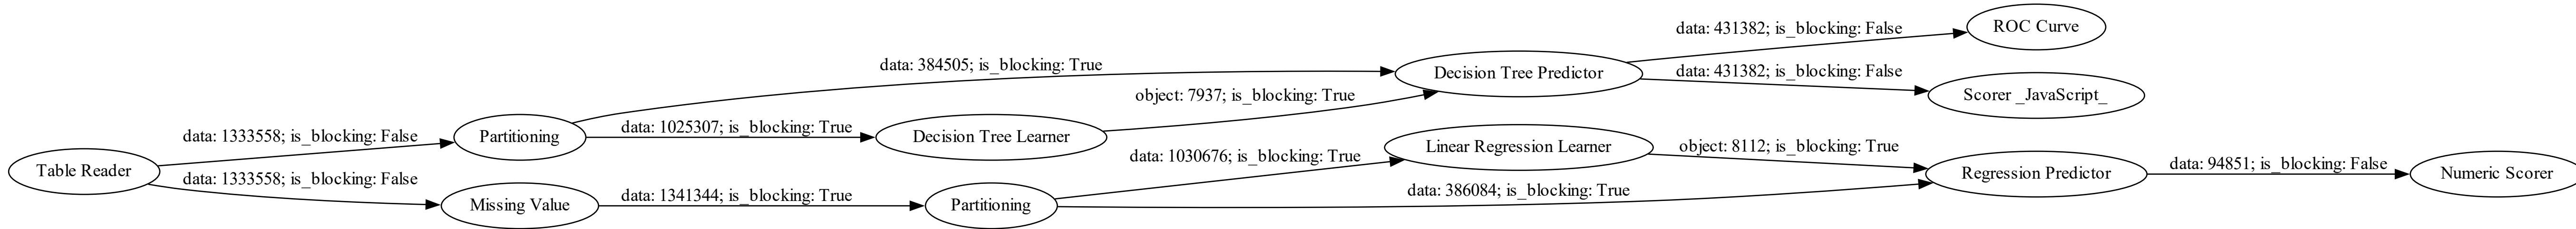 ROC Curve
data: 431382; is_blocking: False
data: 384505; is_blocking: True
Decision Tree Predictor
data: 431382; is_blocking: False
Scorer _JavaScript_
object: 7937; is_blocking: True
data: 1333558; is_blocking: False
Partitioning
data: 1025307; is_blocking: True
Decision Tree Learner
Linear Regression Learner
object: 8112; is_blocking: True
data: 1030676; is_blocking: True
Table Reader
data: 1333558; is_blocking: False
Regression Predictor
data: 94851; is_blocking: False
Numeric Scorer
data: 386084; is_blocking: True
Missing Value
data: 1341344; is_blocking: True
Partitioning